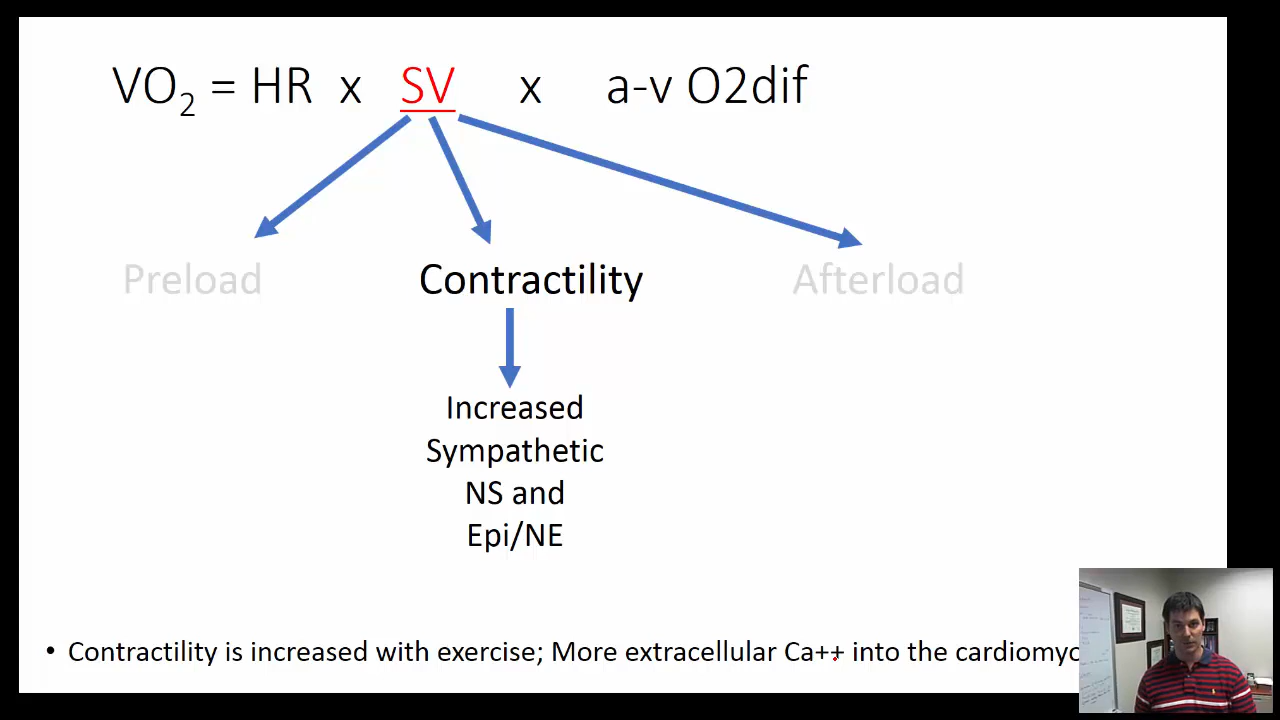 VO2 = HR x SV x a-v O2dif
Preload Contractility Afterload
Increased
Sympathetic
NS and
Epi/NE
• Contractility is increased with exercise; More extracellular Ca++ into the